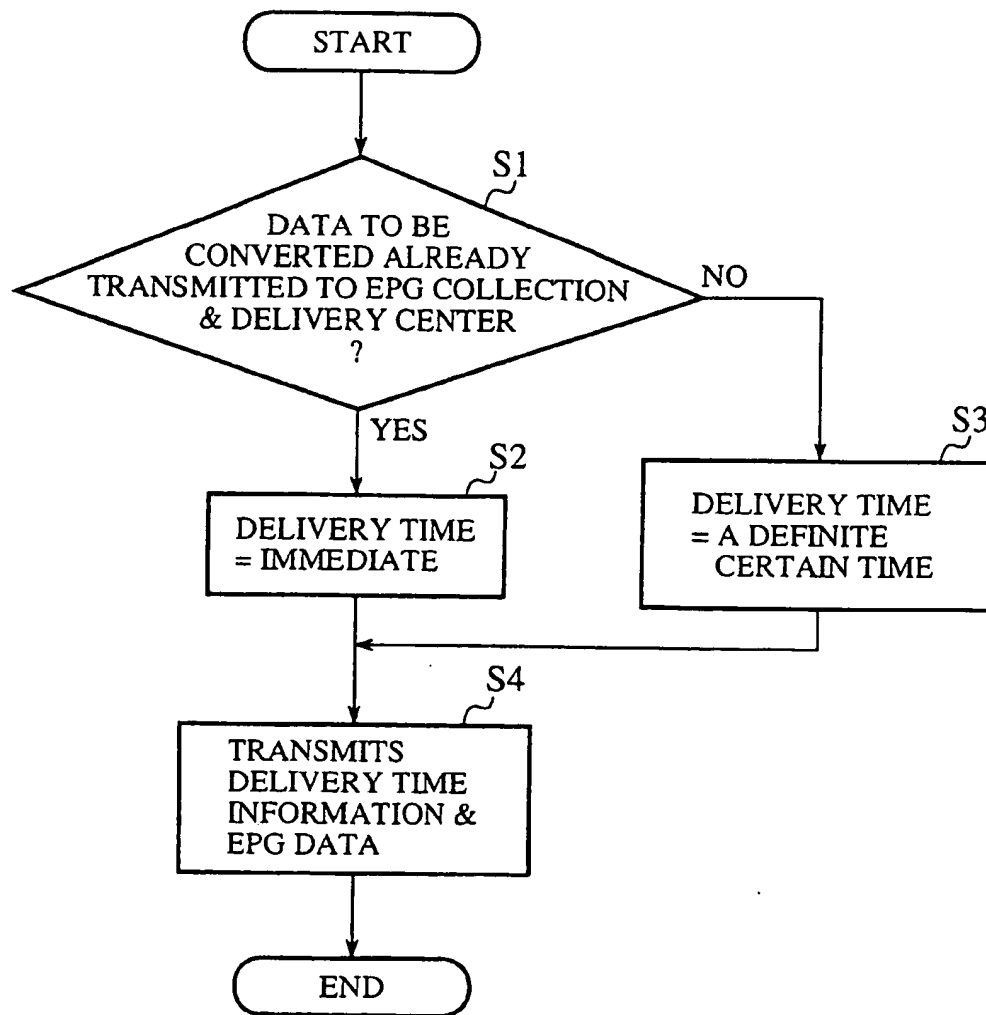 START
S1
DATA TO BE
CONVERTED ALREADY
TRANSMITTED TO EPG COLLECTION
& DELIVERY CENTER
?
NO
YES
S2
DELIVERY TIME
= IMMEDIATE
S3
DELIVERY TIME
= A DEFINITE
CERTAIN TIME
S4
TRANSMITS
DELIVERY TIME
INFORMATION &
EPG DATA
END